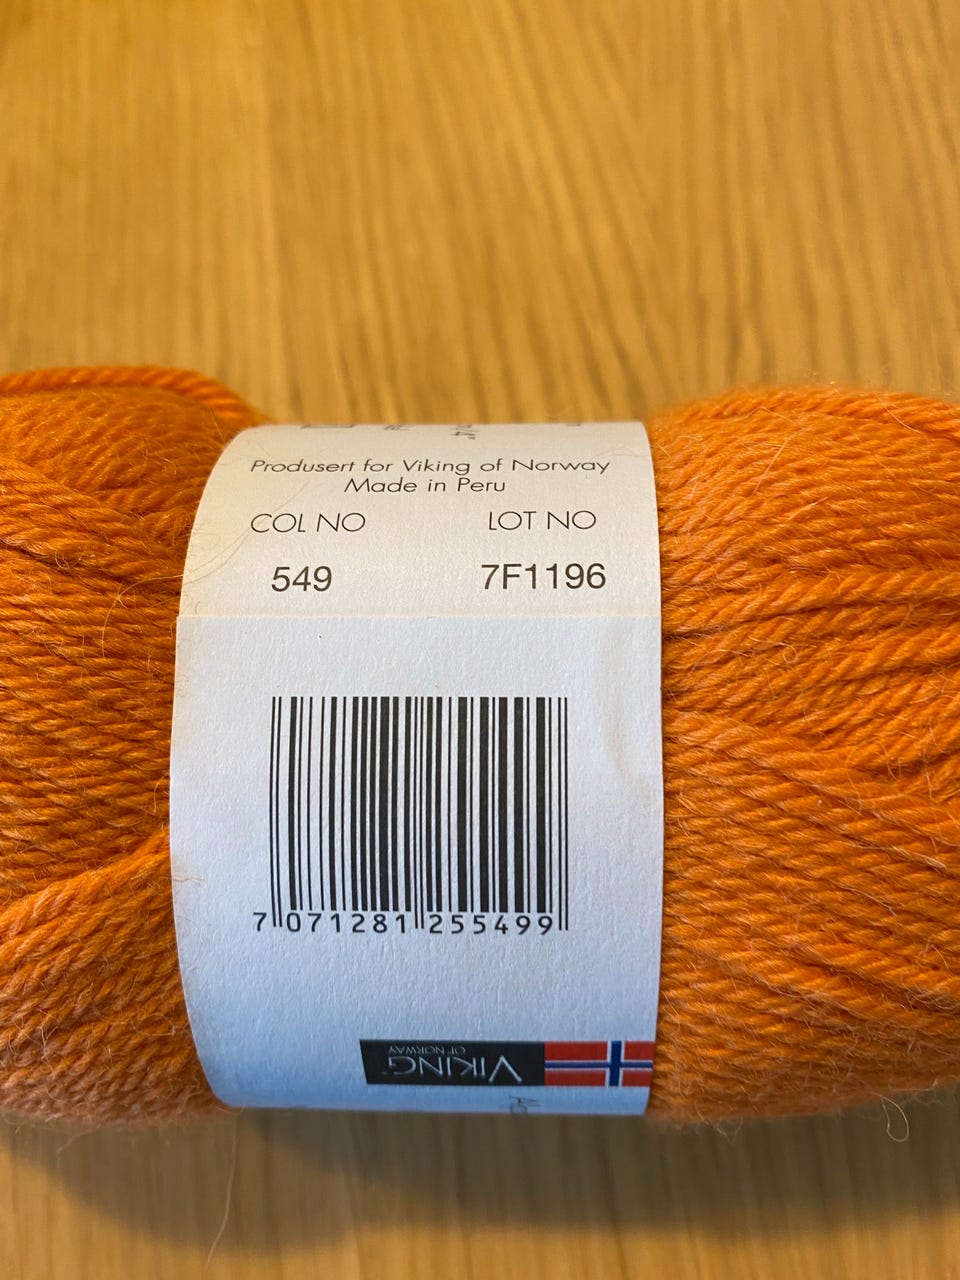 Produsert for Viking of Norway
Made in Peru
COL NO LOT NO
549 7F1196
7 071281 255499
VIKING
OF NORWAY